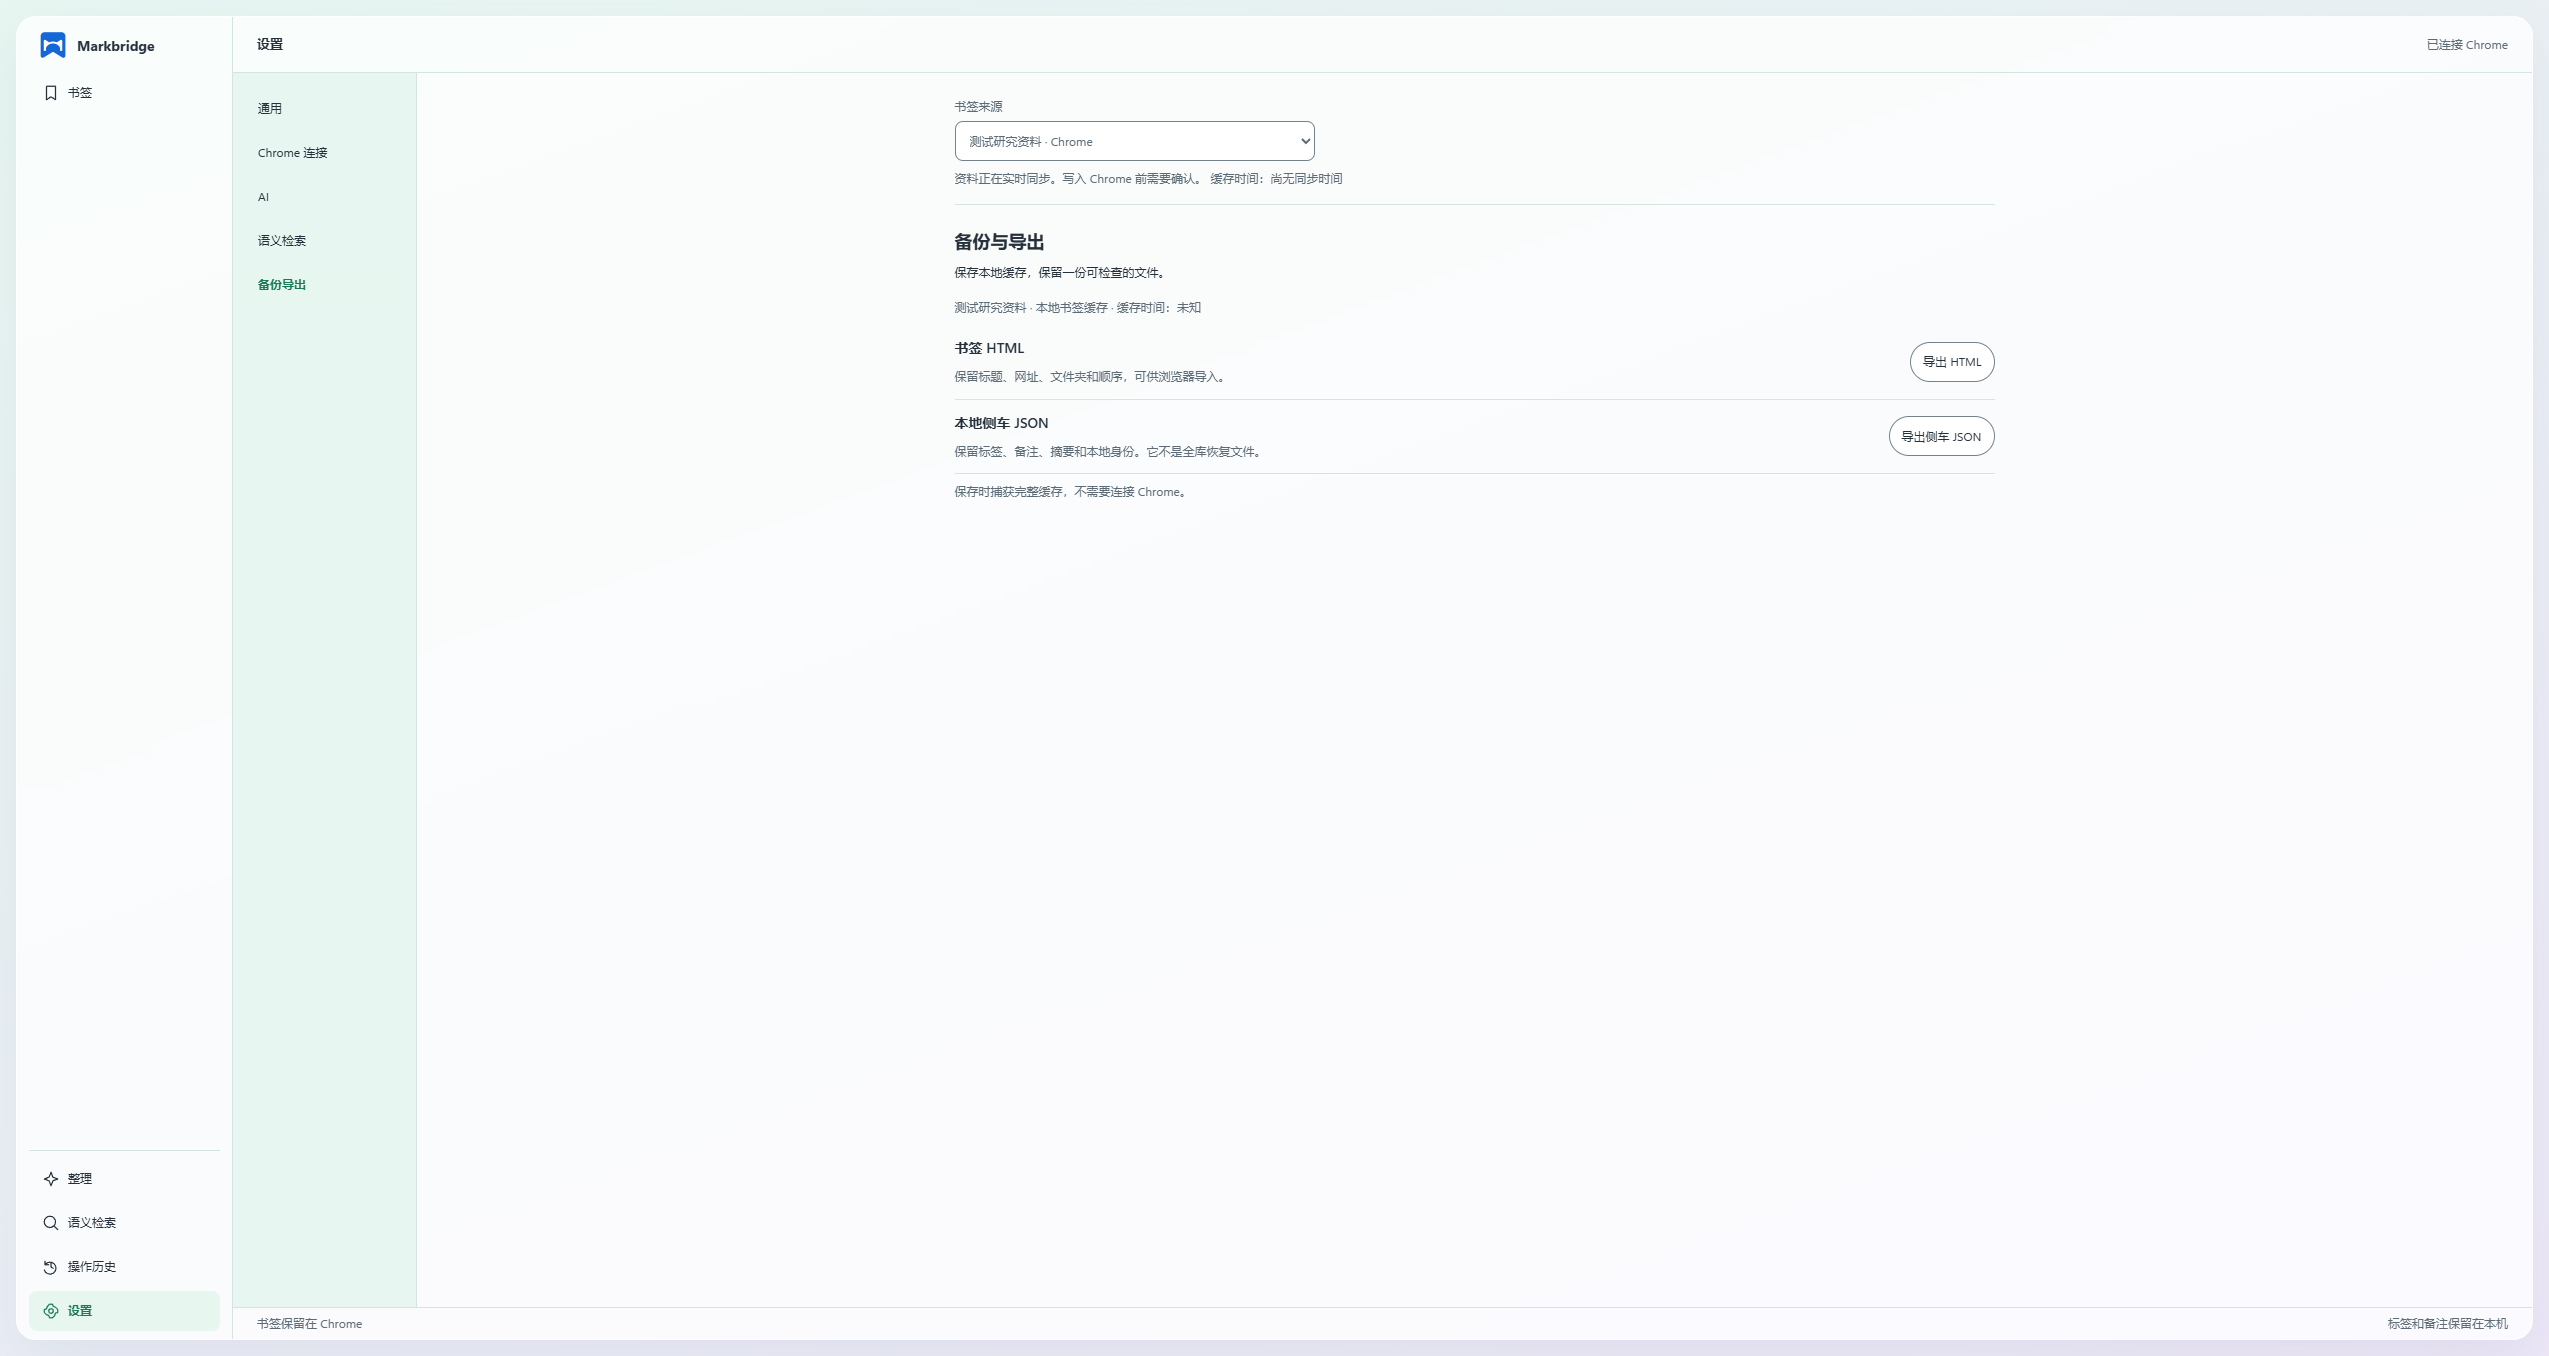 Markbridge
书签
整理
语义检索
操作历史
设置
设置
已连接 Chrome
通用
Chrome 连接
AI
语义检索
备份导出
书签来源
测试研究资料 · Chrome
资料正在实时同步。写入 Chrome 前需要确认。 缓存时间：尚无同步时间
备份与导出
保存本地缓存，保留一份可检查的文件。
测试研究资料 · 本地书签缓存 · 缓存时间：未知
书签 HTML
保留标题、网址、文件夹和顺序，可供浏览器导入。
导出 HTML
本地侧车 JSON
保留标签、备注、摘要和本地身份。它不是全库恢复文件。
导出侧车 JSON
保存时捕获完整缓存，不需要连接 Chrome。
书签保留在 Chrome
标签和备注保留在本机